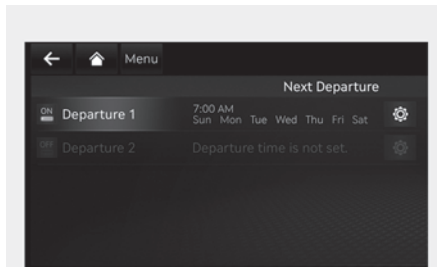 Menu
Next Departure
ON Departure 1 7:00 AM
Sun Mon Tue Wed Thu Fri Sat
OFF Departure 2 Departure time is not set.